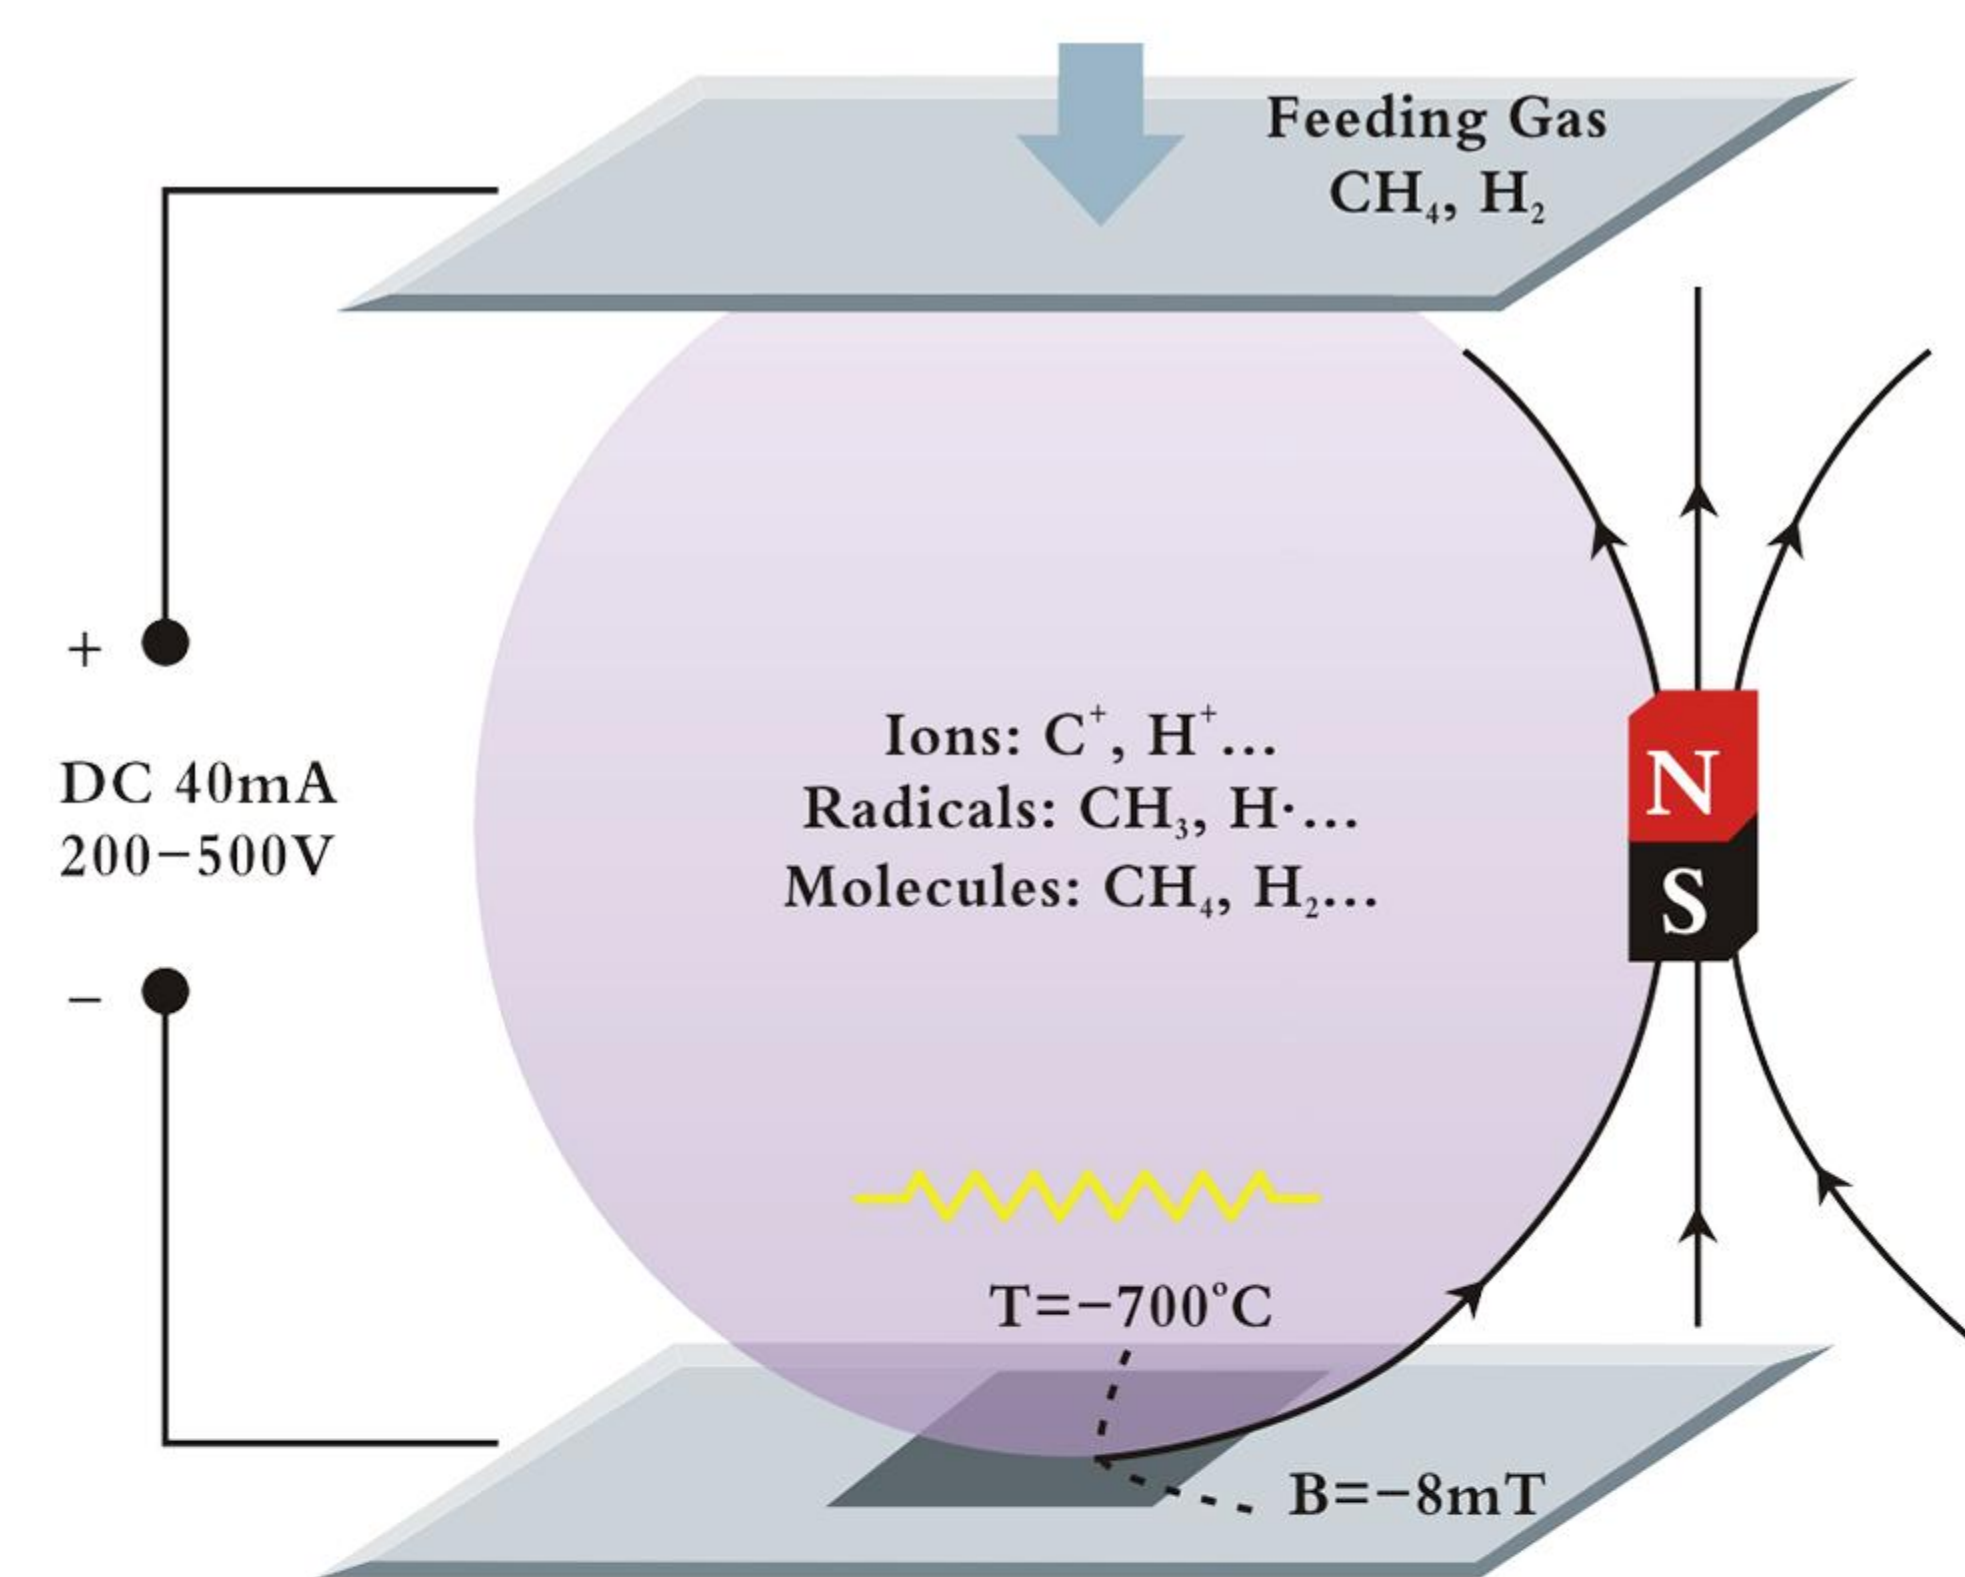 Feeding Gas
CH₄, H₂
+
DC 40mA
200−500V
−
Ions: C⁺, H⁺...
Radicals: CH₃, H·...
Molecules: CH₄, H₂...
N
S
T=−700°C
B=−8mT